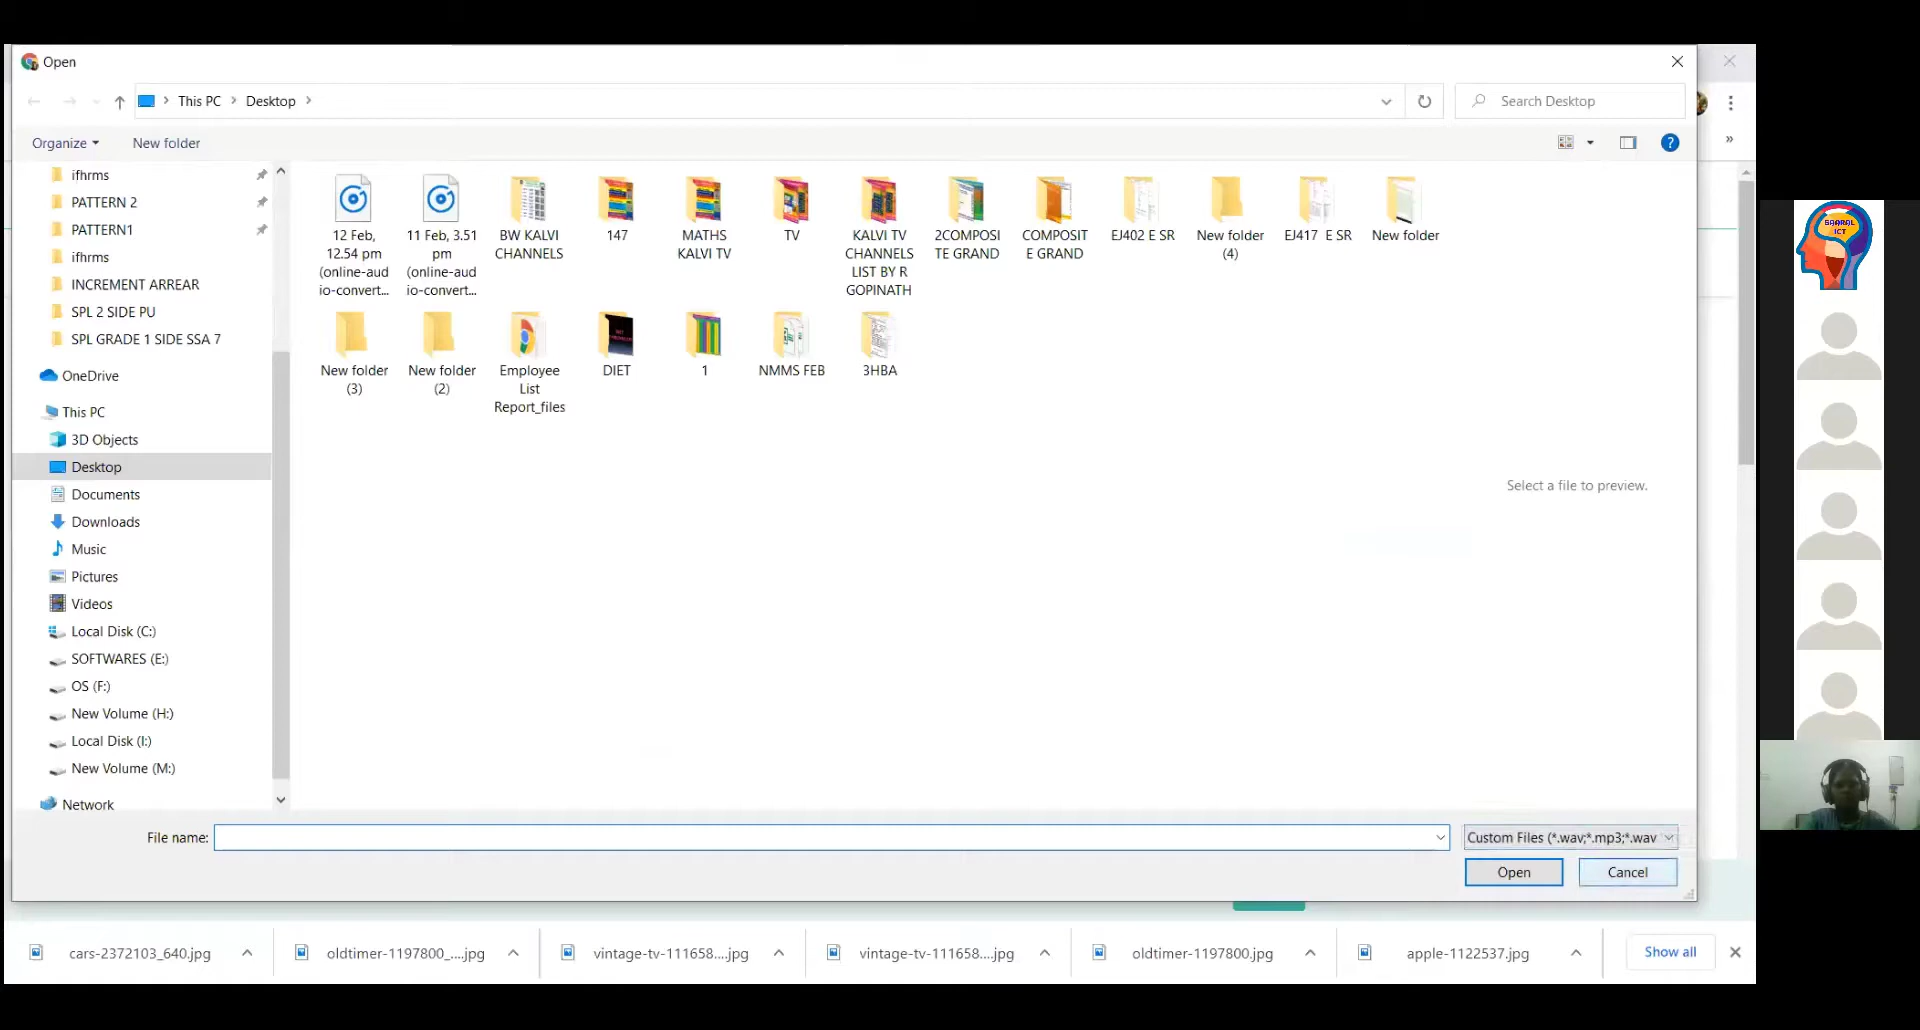 Open
This PC
Desktop
Search Desktop
Organize
New folder
ifhrms
PATTERN 2
PATTERN1
ifhrms
INCREMENT ARREAR
SPL 2 SIDE PU
SPL GRADE 1 SIDE SSA 7
OneDrive
This PC
3D Objects
Desktop
Documents
Downloads
Music
Pictures
Videos
Local Disk (C:)
SOFTWARES (E:)
OS (F:)
New Volume (H:)
Local Disk (I:)
New Volume (M:)
Network
12 Feb,
12.54 pm
(online-aud
io-convert...
11 Feb, 3.51
pm
(online-aud
io-convert...
BW KALVI
CHANNELS
147
MATHS
KALVI TV
TV
KALVI TV
CHANNELS
LIST BY R
GOPINATH
2COMPOSI
TE GRAND
COMPOSIT
E GRAND
EJ402 E SR
New folder
(4)
EJ417 E SR
New folder
New folder
(3)
New folder
(2)
Employee
List
Report_files
DIET
1
NMMS FEB
3HBA
Select a file to preview.
File name:
Custom Files (*.wav;*.mp3;*.wav
Open
Cancel
cars-2372103_640.jpg
oldtimer-1197800_....jpg
vintage-tv-111658....jpg
vintage-tv-111658....jpg
oldtimer-1197800.jpg
apple-1122537.jpg
Show all
SAARAL
ICT